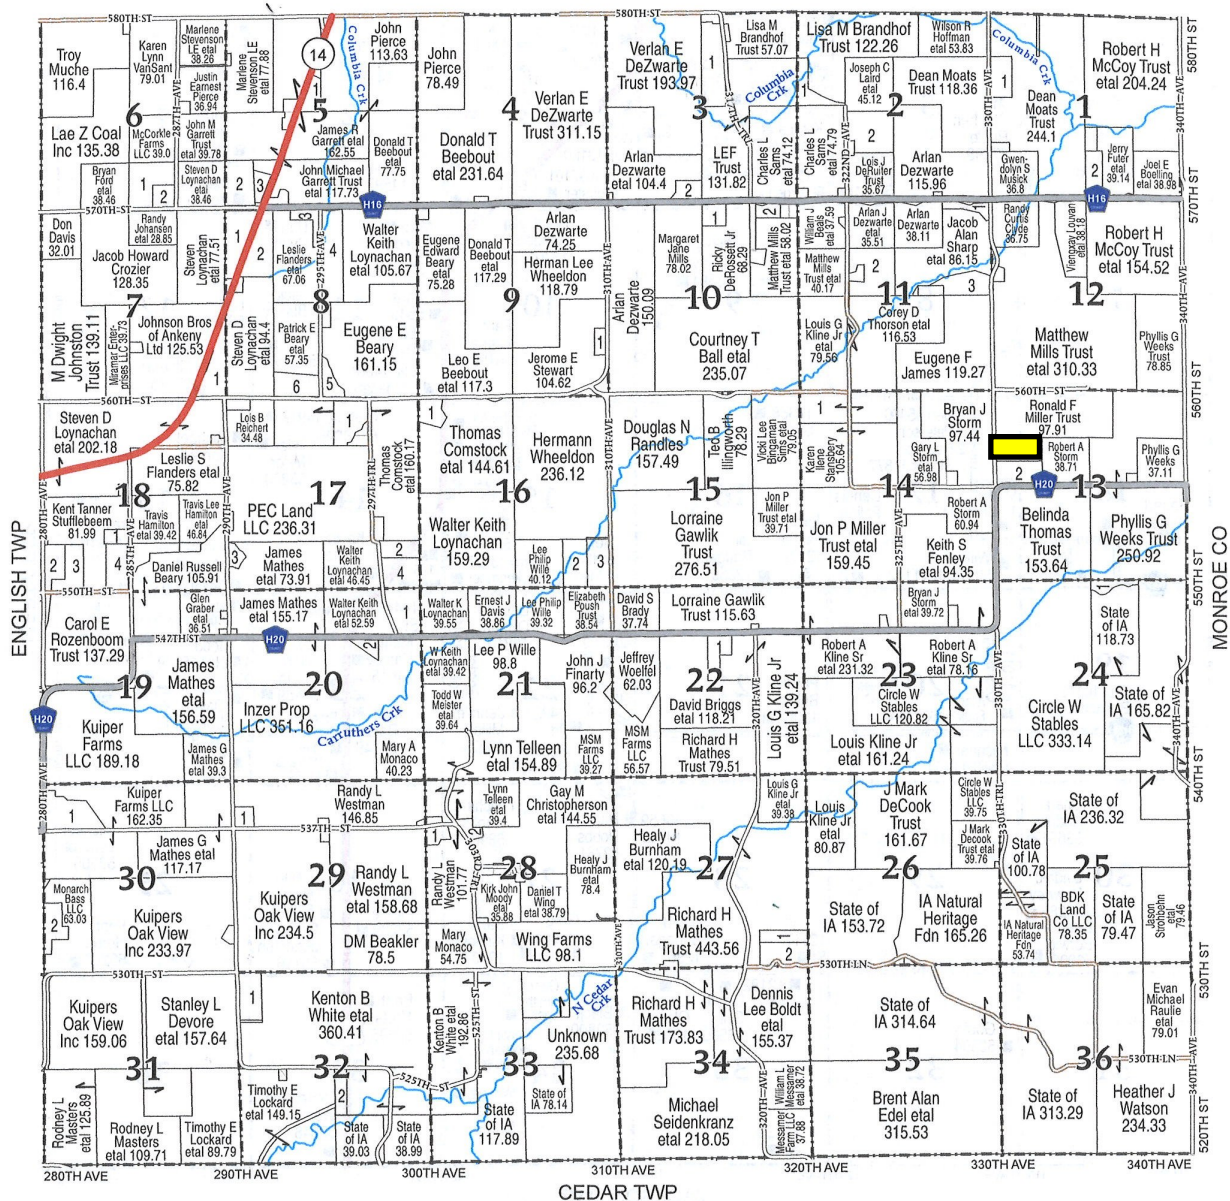 580TH ST
580TH ST
Troy
Muche
116.4
Karen
Lynn
VanSant
79.01
Marlene
Stevenson
LE etal
38.26
Justin
Earnest
Pierce
36.94
Marlene
Stevenson LE
etal 77.88
14
Columbia Crk
John
Pierce
113.63
John
Pierce
78.49
Verlan E
DeZwarte
Trust 311.15
Verlan E
DeZwarte
Trust 193.97
Lisa M
Brandhof
Trust 57.07
Columbia
Crk
Lisa M Brandhof
Trust 122.26
Wilson R
Hoffman
etal 53.83
Columbia
Crk
Robert H
McCoy Trust
etal 204.24
580TH ST
6
5
4
3
2
1
Lae Z Coal
Inc 135.38
McCorkle
Farms
LLC 39.0
John M
Garrett
Trust
etal 39.78
287TH AVE
James R
Garrett etal
162.55
Donald T
Beebout
etal
77.75
Donald T
Beebout
etal
231.64
Arlan
Dezwarte
etal 104.4
LEF
Trust
131.82
317TH TRL
Charles L
Sams
etal 74.12
Charles L
Sams
etal 74.79
Joseph C
Laird
etal
45.12
Dean Moats
Trust 118.36
Dean
Moats
Trust
244.1
Lois J
DeRuiter
Trust
35.67
Arlan
Dezwarte
115.96
Gwen-
dolyn S
Musick
36.8
Jerry
Futer
etal
39.14
Joel E
Boelling
etal 38.98
Bryan
Ford
etal
38.46
Steven D
Loynachan
etal
38.46
John Michael
Garrett Trust
117.73
H16
H16
570TH ST
570TH ST
Don
Davis
32.01
Randy
Johansen
etal 28.85
Jacob Howard
Crozier
128.35
Steven
Loynachan
etal 77.51
Leslie
Flanders
etal
67.06
295TH AVE
Walter
Keith
Loynachan
etal 105.67
Eugene
Edward
Beary
75.28
Donald T
Beebout
etal
117.29
Arlan
Dezwarte
74.25
Herman Lee
Wheeldon
118.79
310TH AVE
Margaret
Jane
Mills
78.02
Ricky
DeRossett Jr
68.29
Matthew Mills
Trust etal 58.02
William J
Beals
etal 37.59
Matthew
Mills
Trust etal
40.17
Arlan J
Dezwarte
etal
35.51
Arlan
Dezwarte
38.11
Jacob
Alan
Sharp
etal 86.15
Randy
Curtis
Clyde
36.75
Viengxay Louvan
etal 38.18
Robert H
McCoy Trust
etal 154.52
7
8
9
10
11
12
M Dwight
Johnston
Trust 139.11
Miramar Enter-
prises LLC 39.73
Johnson Bros
of Ankeny
Ltd 125.53
Steven D
Loynachan
etal 94.4
Patrick E
Beary
etal
57.35
Eugene E
Beary
161.15
Leo E
Beebout
etal 117.3
Jerome E
Stewart
104.62
Arlan
Dezwarte
150.09
Courtney T
Ball etal
235.07
Louis G
Kline Jr
etal
79.56
Corey D
Thorson etal
116.53
Eugene F
James 119.27
Matthew
Mills Trust
etal 310.33
Phyllis G
Weeks
Trust
78.85
560TH ST
560TH ST
560TH ST
Steven D
Loynachan
etal 202.18
Lois B
Reichert
34.48
Thomas
Comstock
etal 160.17
297TH TRL
Thomas
Comstock
etal 144.61
Hermann
Wheeldon
236.12
Douglas N
Randles
157.49
Ted B
Illingworth
78.29
Vicki Lee
Bingaman
Sims etal
79.05
Karen
Ilene
Sansbery
105.64
Bryan J
Storm
97.44
Gary L
Storm
etal
56.98
Ronald F
Miller Trust
97.91
Robert A
Storm
38.71
Phyllis G
Weeks
37.11
H20
Leslie S
Flanders etal
75.82
18
17
16
15
14
13
Kent Tanner
Stufflebeem
81.99
Travis
Hamilton
etal 39.42
Travis Lee
Hamilton
etal
46.84
PEC Land
LLC 236.31
Walter Keith
Loynachan
159.29
Lee
Philip
Wille
40.12
Lorraine
Gawlik
Trust
276.51
Jon P
Miller
Trust etal
39.71
Jon P Miller
Trust etal
159.45
Robert A
Storm
60.94
Keith S
Fenley
etal 94.35
Belinda
Thomas
Trust
153.64
Phyllis G
Weeks Trust
250.92
Daniel Russell
Beary 105.91
James
Mathes
etal 73.91
Walter
Keith
Loynachan
etal 46.45
550TH ST
550TH ST
Carol E
Rozenboom
Trust 137.29
Glen
Graber
etal
36.51
James Mathes
etal 155.17
Walter Keith
Loynachan
etal 52.59
Walter K
Loynachan
39.55
Ernest J
Davis
38.86
Lee Philip
Wille
39.32
Elizabeth
Poush
Trust
38.54
David S
Brady
37.74
Lorraine Gawlik
Trust 115.63
Bryan J
Storm
etal 39.72
State of
IA
118.73
547TH ST
H20
James
Mathes
etal
156.59
W Keith
Loynachan
etal 39.42
Lee P Wille
98.8
John J
Finarty
96.2
Jeffrey
Woelfel
62.03
Robert A
Kline Sr
etal 231.32
Robert A
Kline Sr
etal 78.16
19
20
21
22
23
24
H20
Kuiper
Farms
LLC 189.18
Inzer Prop
LLC 351.16
Carruthers Crk
Todd W
Meister
etal
39.64
David Briggs
etal 118.21
Louis G Kline Jr
etal 139.24
Circle W
Stables
LLC 120.82
Circle W
Stables
LLC 333.14
State of
IA 165.82
James G
Mathes
etal 39.3
Mary A
Monaco
40.23
Lynn Telleen
etal 154.89
MSM
Farms
LLC
39.27
MSM
Farms
LLC
56.57
Richard H
Mathes
Trust 79.51
Louis Kline Jr
etal 161.24
540TH ST
Kuiper
Farms LLC
162.35
Randy L
Westman
146.85
Lynn
Telleen
etal
39.4
Gay M
Christopherson
etal 144.55
Louis G
Kline Jr
etal
39.38
Louis
Kline Jr
etal
80.87
J Mark
DeCook
Trust
161.67
Circle W
Stables
LLC
39.75
J Mark
Decook
Trust etal
39.76
State of
IA 236.32
537TH ST
James G
Mathes etal
117.17
Healy J
Burnham
etal 120.19
State
of IA
100.78
30
29
28
27
26
25
Monarch
Bass
LLC
63.03
Kuipers
Oak View
Inc 233.97
Kuipers
Oak View
Inc 234.5
Randy L
Westman
etal
158.68
Randy L
Westman
101.77
Kirk John
Moody
etal
35.88
Daniel T
Wing
etal 38.79
Healy J
Burnham
etal
78.4
Richard H
Mathes
Trust 443.56
State of
IA 153.72
IA Natural
Heritage
Fdn 165.26
IA Natural
Heritage
Fdn
53.74
BDK
Land
Co LLC
78.35
State
of IA
79.47
Jason
Strohbehn
etal
79.46
DM Beakler
78.5
Mary
Monaco
54.75
Wing Farms
LLC 98.1
530TH ST
530TH LN
530TH ST
Kuipers
Oak View
Inc 159.06
Stanley L
Devore
etal 157.64
Kenton B
White etal
360.41
Kenton B
White etal
192.86
525TH ST
N Cedar
Crk
Unknown
235.68
Richard H
Mathes
Trust 173.83
Dennis
Lee Boldt
etal
155.37
State of
IA 314.64
Evan
Michael
Raulie
etal
79.01
31
32
33
34
35
36
530TH LN
Rodney L
Masters
etal 125.89
Rodney L
Masters
etal 109.71
Timothy E
Lockard
etal 89.79
Timothy E
Lockard
etal 149.15
525TH ST
State
of IA
39.03
State
of IA
38.99
State
of IA
117.89
State of
IA 78.14
Michael
Seidenkranz
etal 218.05
William L
Messamer
etal 38.72
Messamer
Farm LLC
37.88
Brent Alan
Edel etal
315.53
State of
IA 313.29
Heather J
Watson
234.33
520TH ST
280TH AVE
290TH AVE
300TH AVE
310TH AVE
320TH AVE
330TH AVE
340TH AVE
ENGLISH TWP
MONROE CO
CEDAR TWP